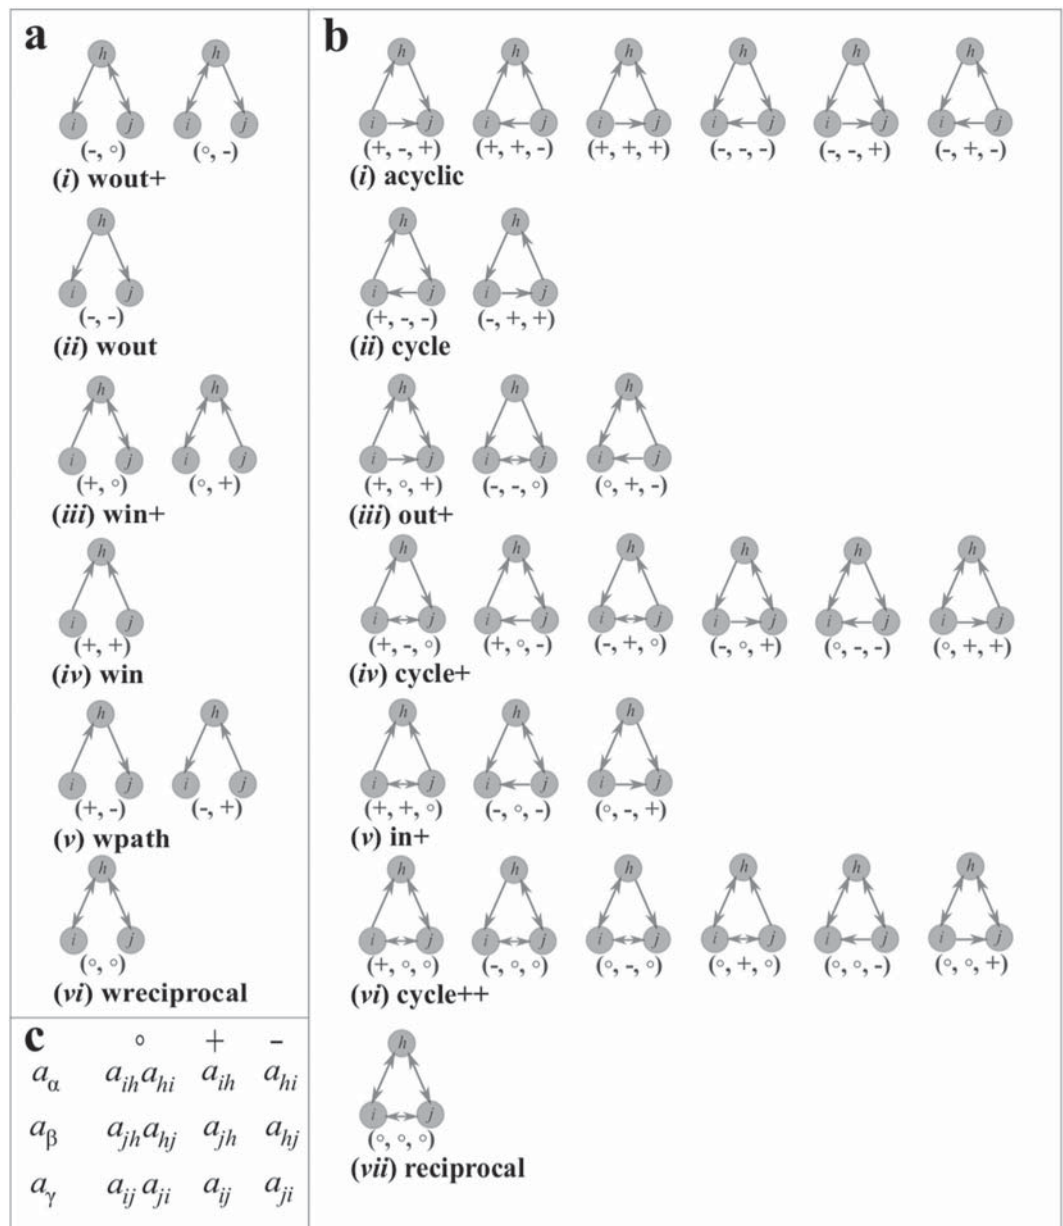 a
h h
i j i j
(-, °) (°, -)
(i) wout+
h
i j
(-, -)
(ii) wout
h h
i j i j
(+, °) (°, +)
(iii) win+
h
i j
(+, +)
(iv) win
h h
i j i j
(+, -) (-, +)
(v) wpath
h
i j
(°, °)
(vi) wreciprocal
b
h h h h h h
i j i j i j i j i j i j
(+, -, +) (+, +, -) (+, +, +) (-, -, -) (-, -, +) (-, +, -)
(i) acyclic
h h
i j i j
(+, -, -) (-, +, +)
(ii) cycle
h h h
i j i j i j
(+, °, +) (-, -, °) (°, +, -)
(iii) out+
h h h h h h
i j i j i j i j i j i j
(+, -, °) (+, °, -) (-, +, °) (-, °, +) (°, -, -) (°, +, +)
(iv) cycle+
h h h
i j i j i j
(+, +, °) (-, °, -) (°, -, +)
(v) in+
h h h h h h
i j i j i j i j i j i j
(+, °, °) (-, °, °) (°, -, °) (°, +, °) (°, °, -) (°, °, +)
(vi) cycle++
h
i j
(°, °, °)
(vii) reciprocal
c ° + -
aα aihahi aih ahi
aβ ajhahj ajh ahj
aγ aijaji aij aji